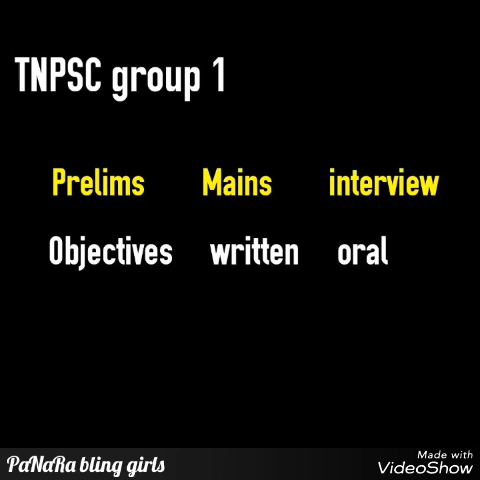 TNPSC group 1
Prelims Mains interview
Objectives written oral
PaNaRa bling girls
Made with
VideoShow